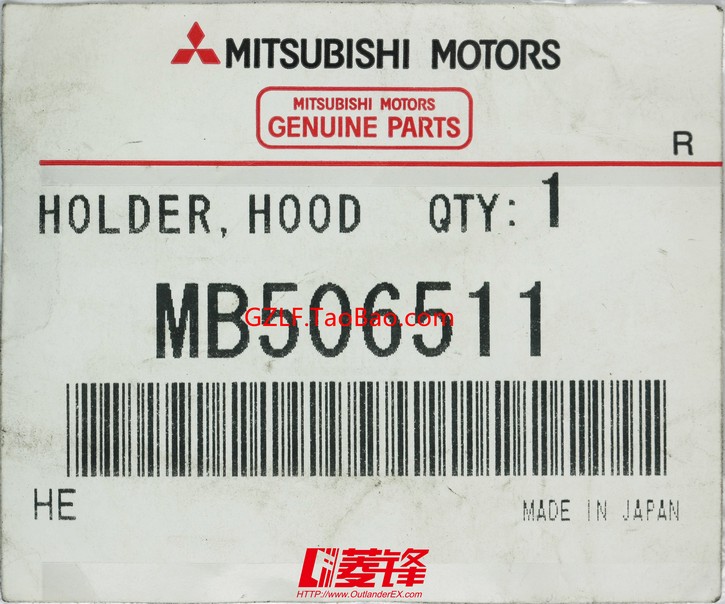 MITSUBISHI MOTORS
MITSUBISHI MOTORS
GENUINE PARTS
R
HOLDER, HOOD QTY: 1
MB506511
GZLF.TaoBao.com
HE
MADE IN JAPAN
菱锋
HTTP://www.OutlanderEX.com